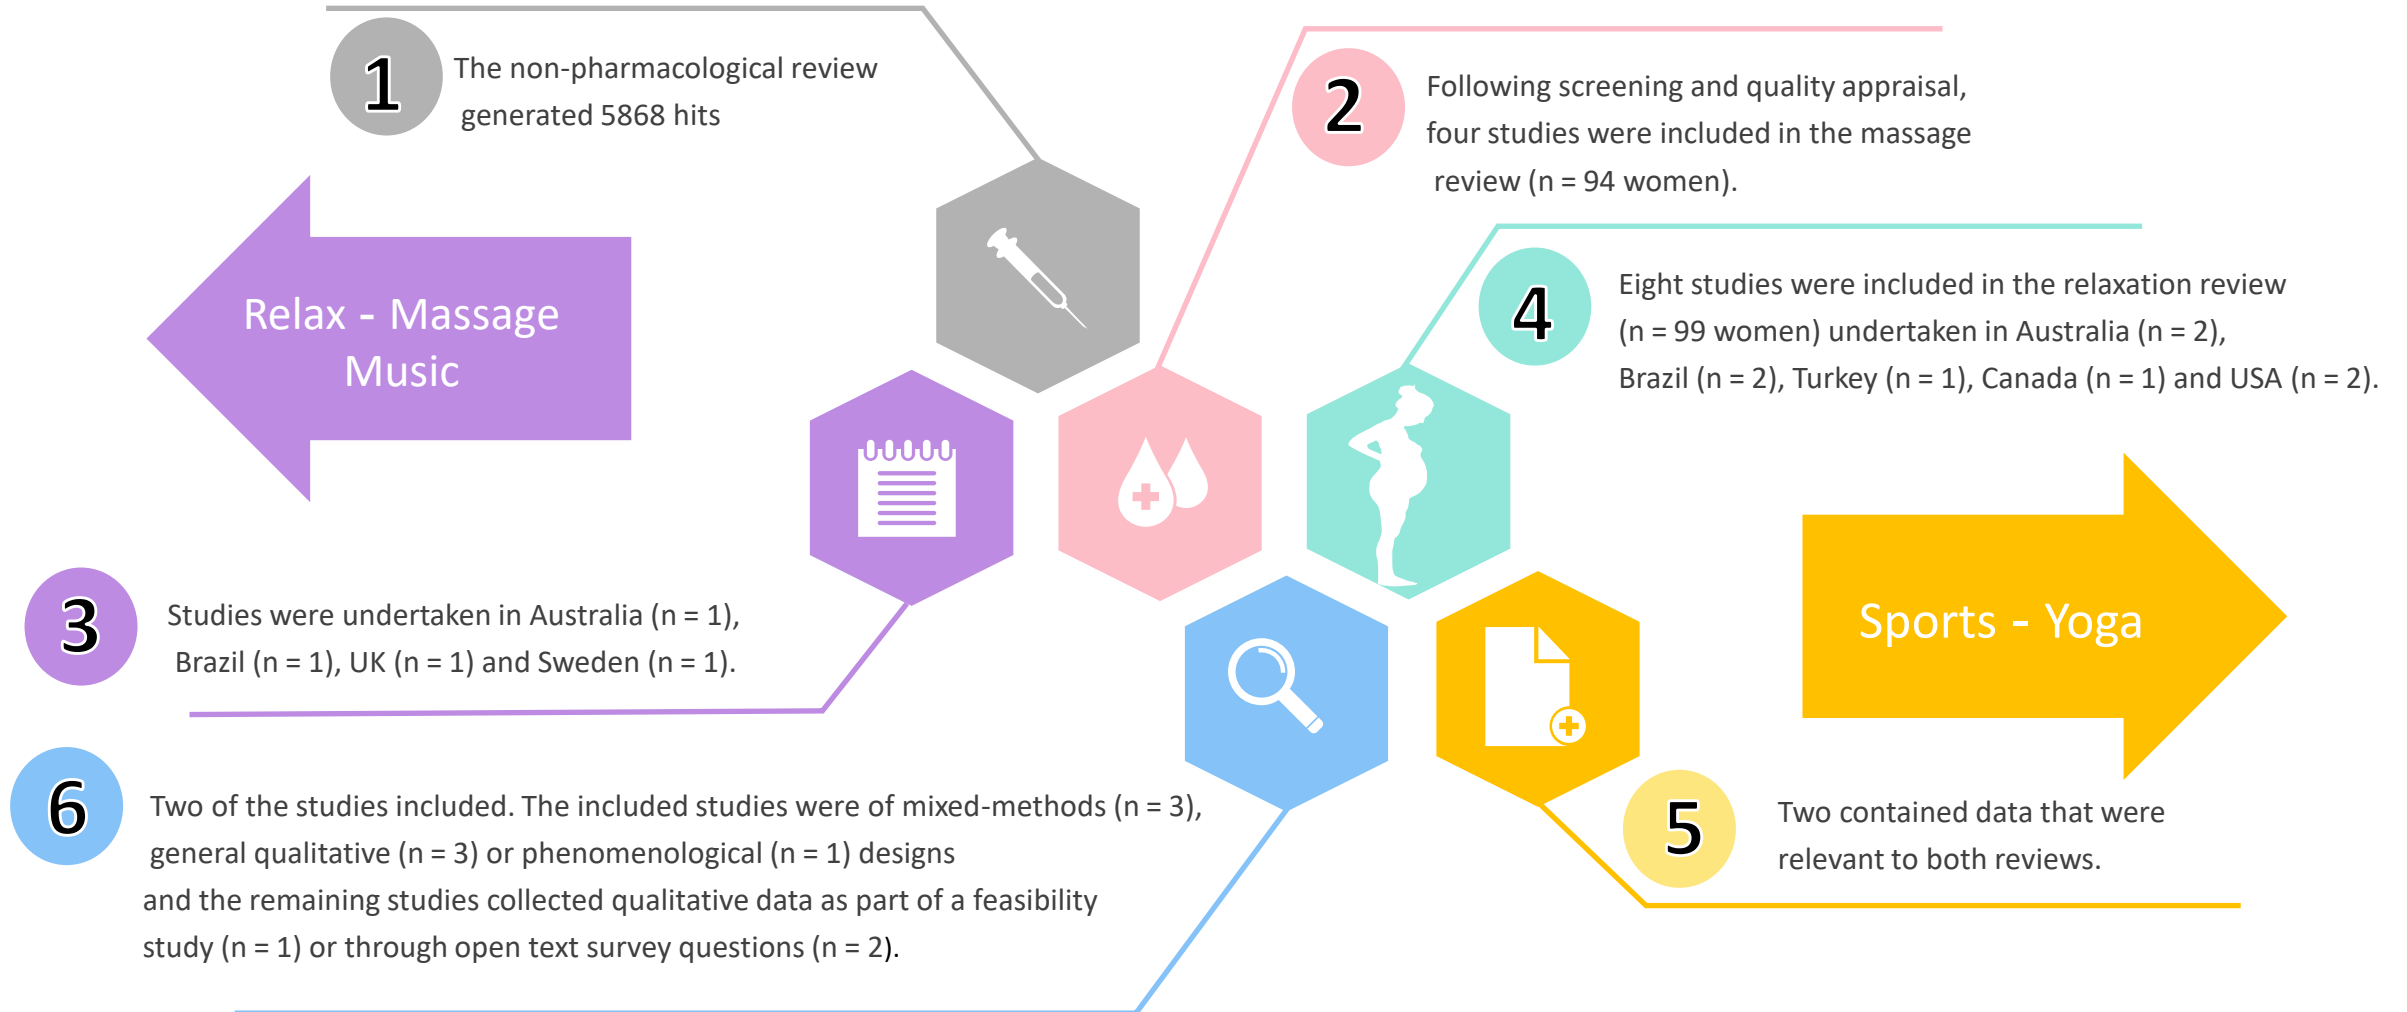 1
The non-pharmacological review
generated 5868 hits
2
Following screening and quality appraisal,
four studies were included in the massage
review (n = 94 women).
Relax - Massage
Music
4
Eight studies were included in the relaxation review
(n = 99 women) undertaken in Australia (n = 2),
Brazil (n = 2), Turkey (n = 1), Canada (n = 1) and USA (n = 2).
3
Studies were undertaken in Australia (n = 1),
Brazil (n = 1), UK (n = 1) and Sweden (n = 1).
Sports - Yoga
6
Two of the studies included. The included studies were of mixed-methods (n = 3),
general qualitative (n = 3) or phenomenological (n = 1) designs
and the remaining studies collected qualitative data as part of a feasibility
study (n = 1) or through open text survey questions (n = 2).
5
Two contained data that were
relevant to both reviews.